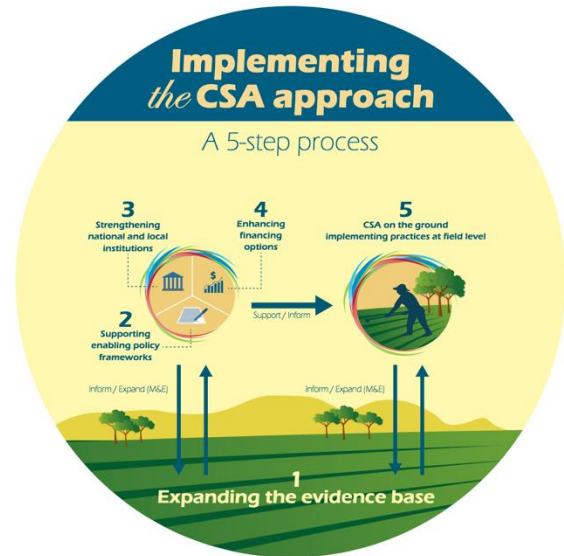 Implementing
the CSA approach
A 5-step process
3
Strengthening
national and local
institutions
4
Enhancing
financing
options
5
CSA on the ground
implementing practices at field level
$
Support / Inform
2
Supporting
enabling policy
frameworks
Inform / Expand (M&E)
Inform / Expand (M&E)
1
Expanding the evidence base